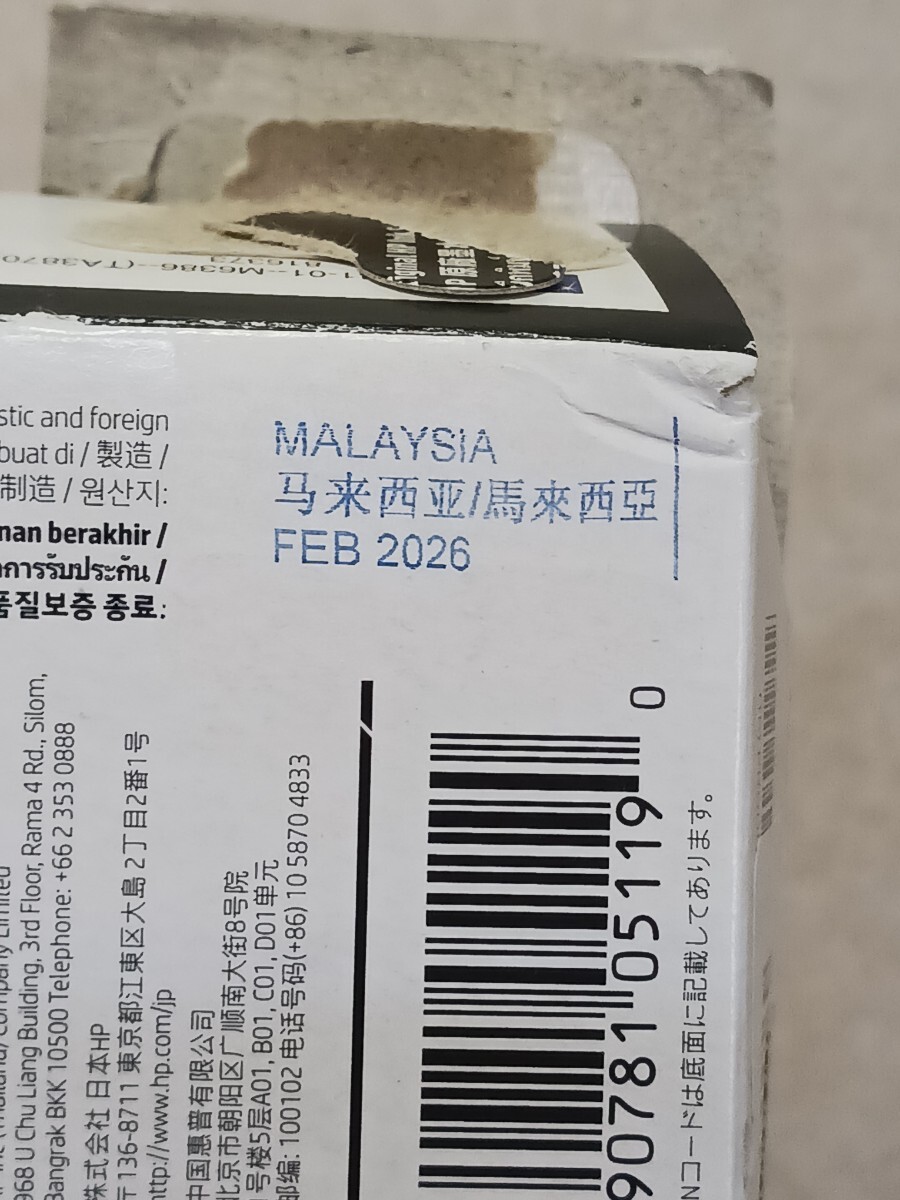 MALAYSIA
马来西亚/馬來西亞
FEB 2026
stic and foreign
buat di / 製造 /
制造 / 원산지:
nan berakhir /
การรับประกัน /
품질보증 종료:
968 U Chu Liang Building, 3rd Floor, Rama 4 Rd., Silom,
Bangrak BKK 10500 Telephone: +66 2 353 0888
株式会社 日本HP
〒136-8711 東京都江東区大島2丁目2番1号
http://www.hp.com/jp
中国惠普有限公司
北京市朝阳区广顺南大街8号院
1号楼5层A01, B01, C01, D01单元
邮编: 100102 电话号码(+86) 10 5870 4833
90781 05119 0
Nコードは底面に記載してあります。
1-01--M6386--(TA3870